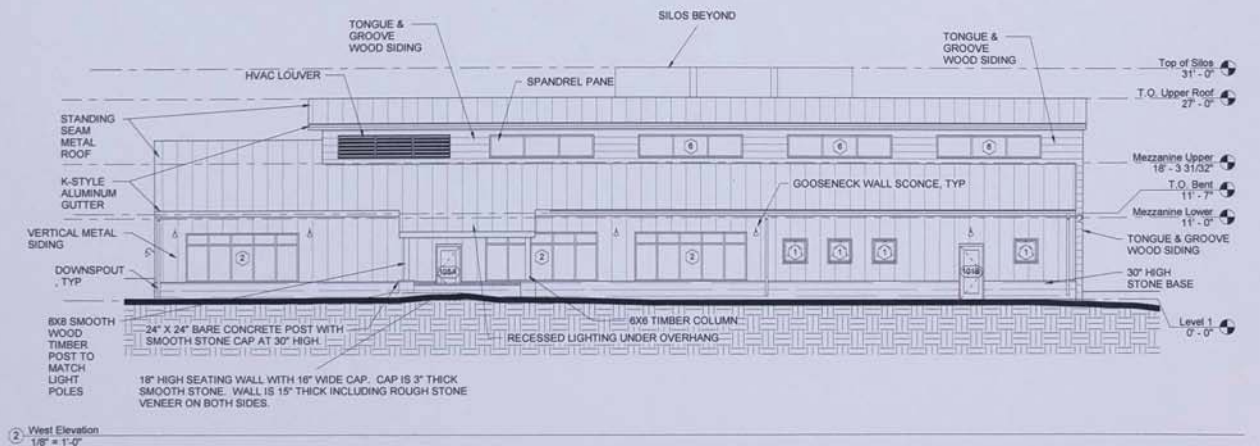 SILOS BEYOND
TONGUE &
GROOVE
WOOD SIDING
TONGUE &
GROOVE
WOOD SIDING
HVAC LOUVER
SPANDREL PANE
Top of Silos
31' - 0"
T.O. Upper Roof
27' - 0"
STANDING
SEAM
METAL
ROOF
6
6
6
Mezzanine Upper
18' - 3 31/32"
K-STYLE
ALUMINUM
GUTTER
GOOSENECK WALL SCONCE, TYP
T.O. Bent
11' - 7"
Mezzanine Lower
11' - 0"
VERTICAL METAL
SIDING
TONGUE & GROOVE
WOOD SIDING
2
2
2
1
1
1
1
101B
DOWNSPOUT
, TYP
30" HIGH
STONE BASE
6X6 SMOOTH
WOOD
TIMBER
POST TO
MATCH
LIGHT
POLES
24" X 24" BARE CONCRETE POST WITH
SMOOTH STONE CAP AT 30" HIGH.
6X6 TIMBER COLUMN
RECESSED LIGHTING UNDER OVERHANG
Level 1
0' - 0"
18" HIGH SEATING WALL WITH 16" WIDE CAP. CAP IS 3" THICK
SMOOTH STONE. WALL IS 15" THICK INCLUDING ROUGH STONE
VENEER ON BOTH SIDES.
2 West Elevation
1/8" = 1'-0"